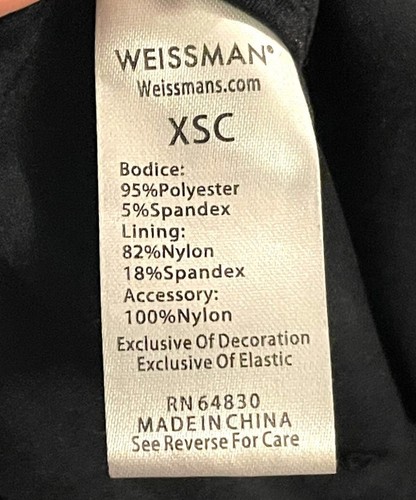 WEISSMAN®
Weissmans.com
XSC
Bodice:
95%Polyester
5%Spandex
Lining:
82%Nylon
18%Spandex
Accessory:
100%Nylon
Exclusive Of Decoration
Exclusive Of Elastic
RN 64830
MADE IN CHINA
See Reverse For Care